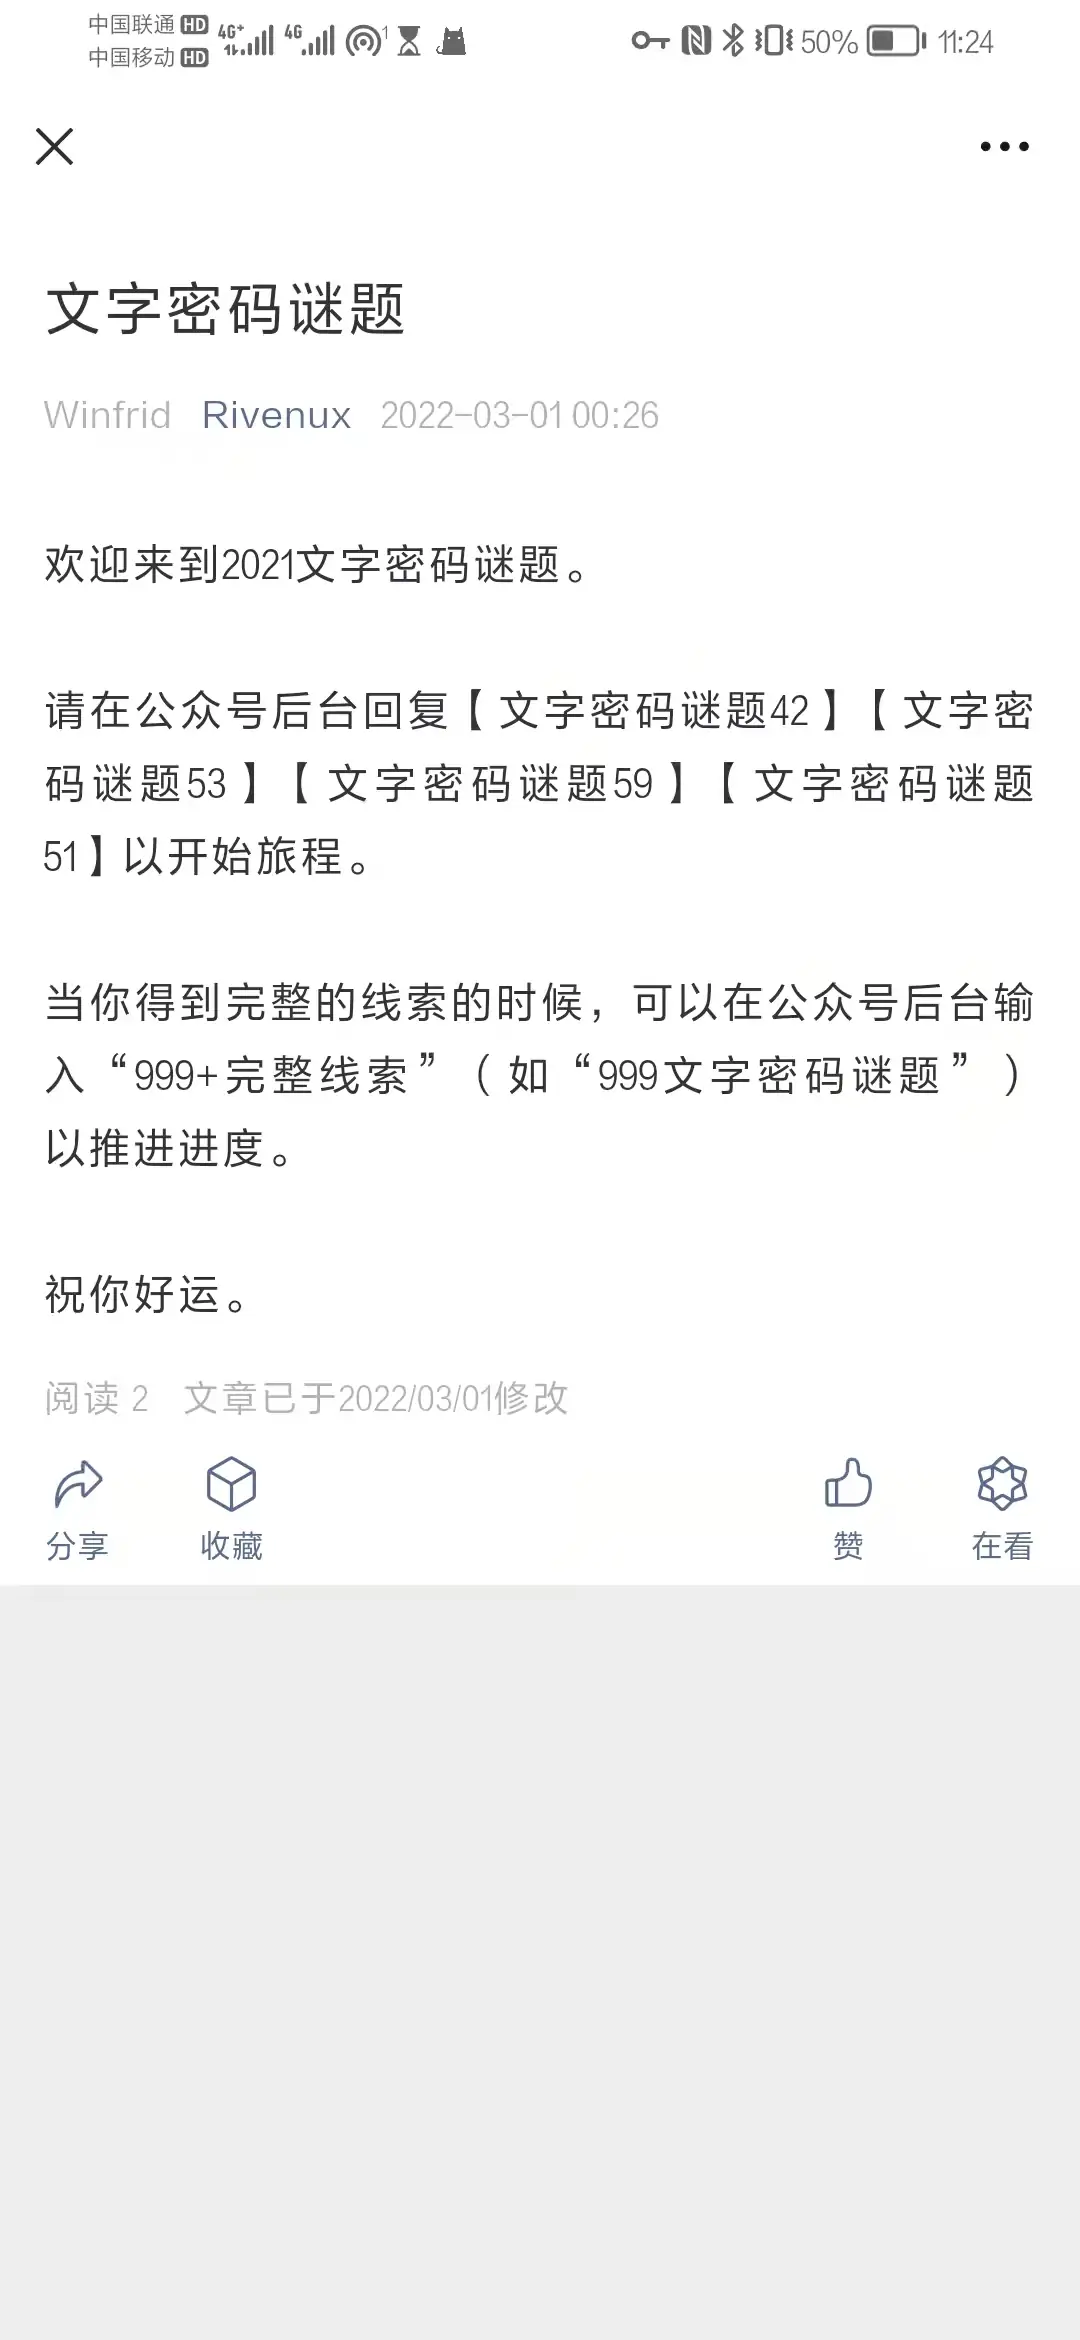 中国联通 HD 4G+ 4G 1 50% 11:24
中国移动 HD
文字密码谜题
Winfrid Rivenux 2022-03-01 00:26
欢迎来到2021文字密码谜题。
请在公众号后台回复【文字密码谜题42】【文字密
码谜题53】【文字密码谜题59】【文字密码谜题
51】以开始旅程。
当你得到完整的线索的时候，可以在公众号后台输
入“999+完整线索”（如“999文字密码谜题”）
以推进进度。
祝你好运。
阅读 2 文章已于2022/03/01修改
分享 收藏 赞 在看